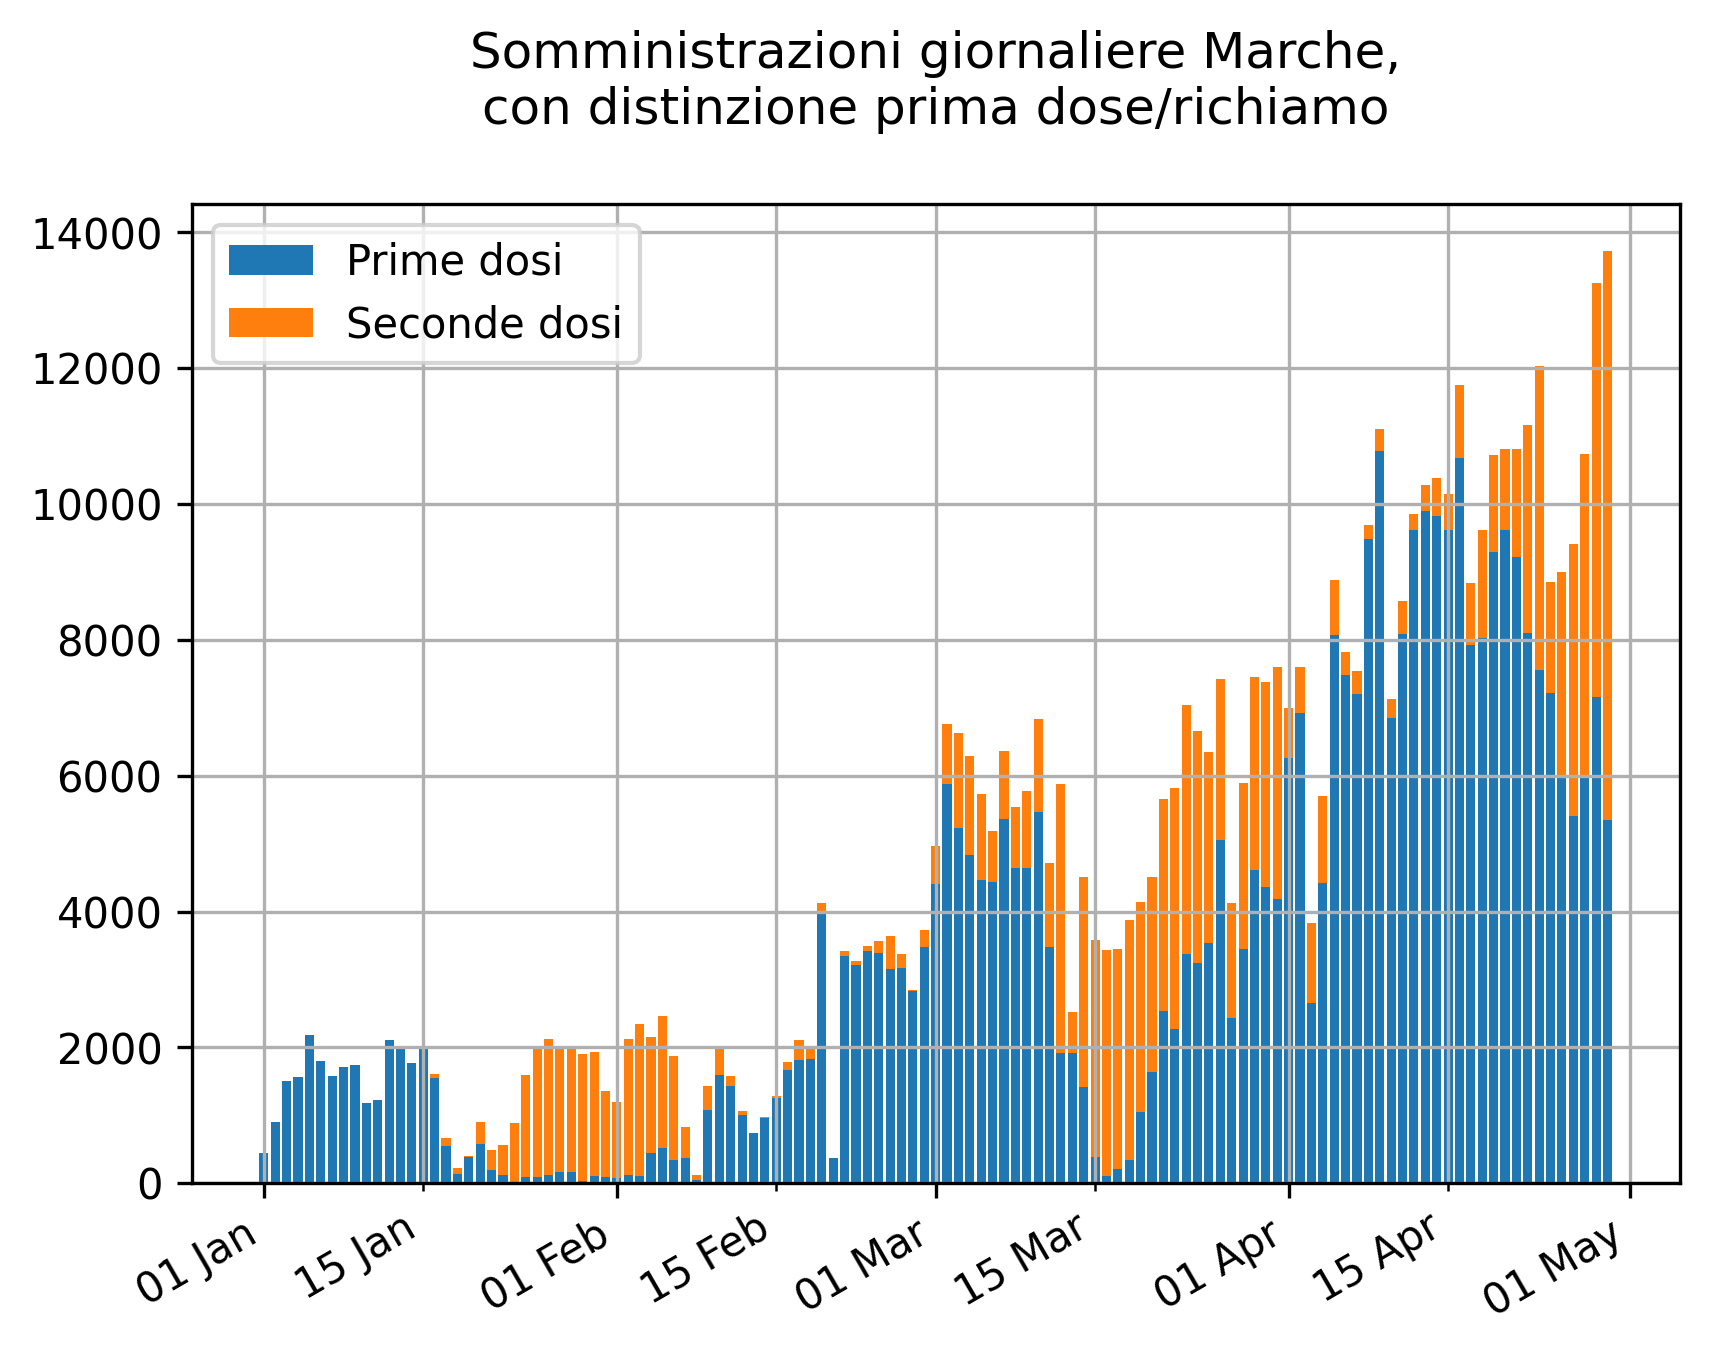 Somministrazioni giornaliere Marche,
con distinzione prima dose/richiamo
14000
12000
10000
8000
6000
4000
2000
0
Prime dosi
Seconde dosi
01 Jan
15 Jan
01 Feb
15 Feb
01 Mar
15 Mar
01 Apr
15 Apr
01 May